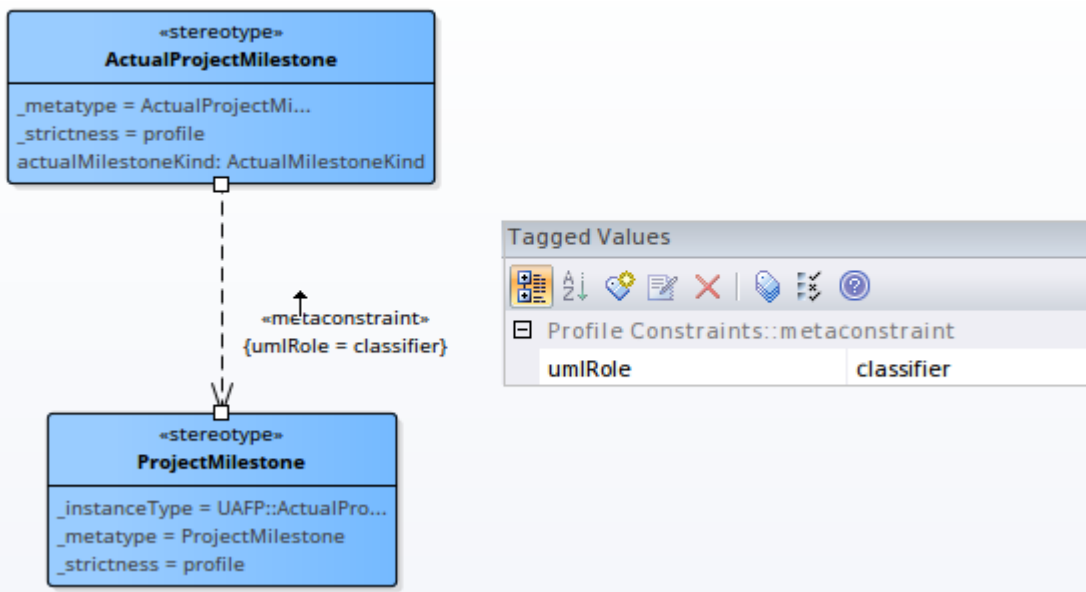 «stereotype»
ActualProjectMilestone
_metatype = ActualProjectMi...
_strictness = profile
actualMilestoneKind: ActualMilestoneKind
«metaconstraint»
{umlRole = classifier}
Tagged Values
Profile Constraints::metaconstraint
umlRole classifier
«stereotype»
ProjectMilestone
_instanceType = UAFP::ActualPro...
_metatype = ProjectMilestone
_strictness = profile